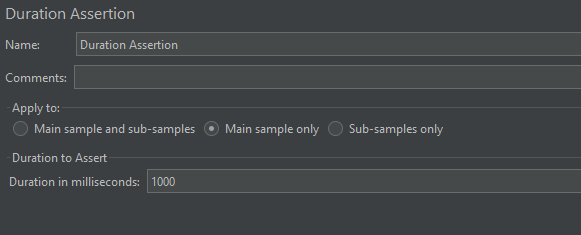 Duration Assertion
Name: Duration Assertion
Comments:
Apply to:
Main sample and sub-samples Main sample only Sub-samples only
Duration to Assert
Duration in milliseconds: 1000